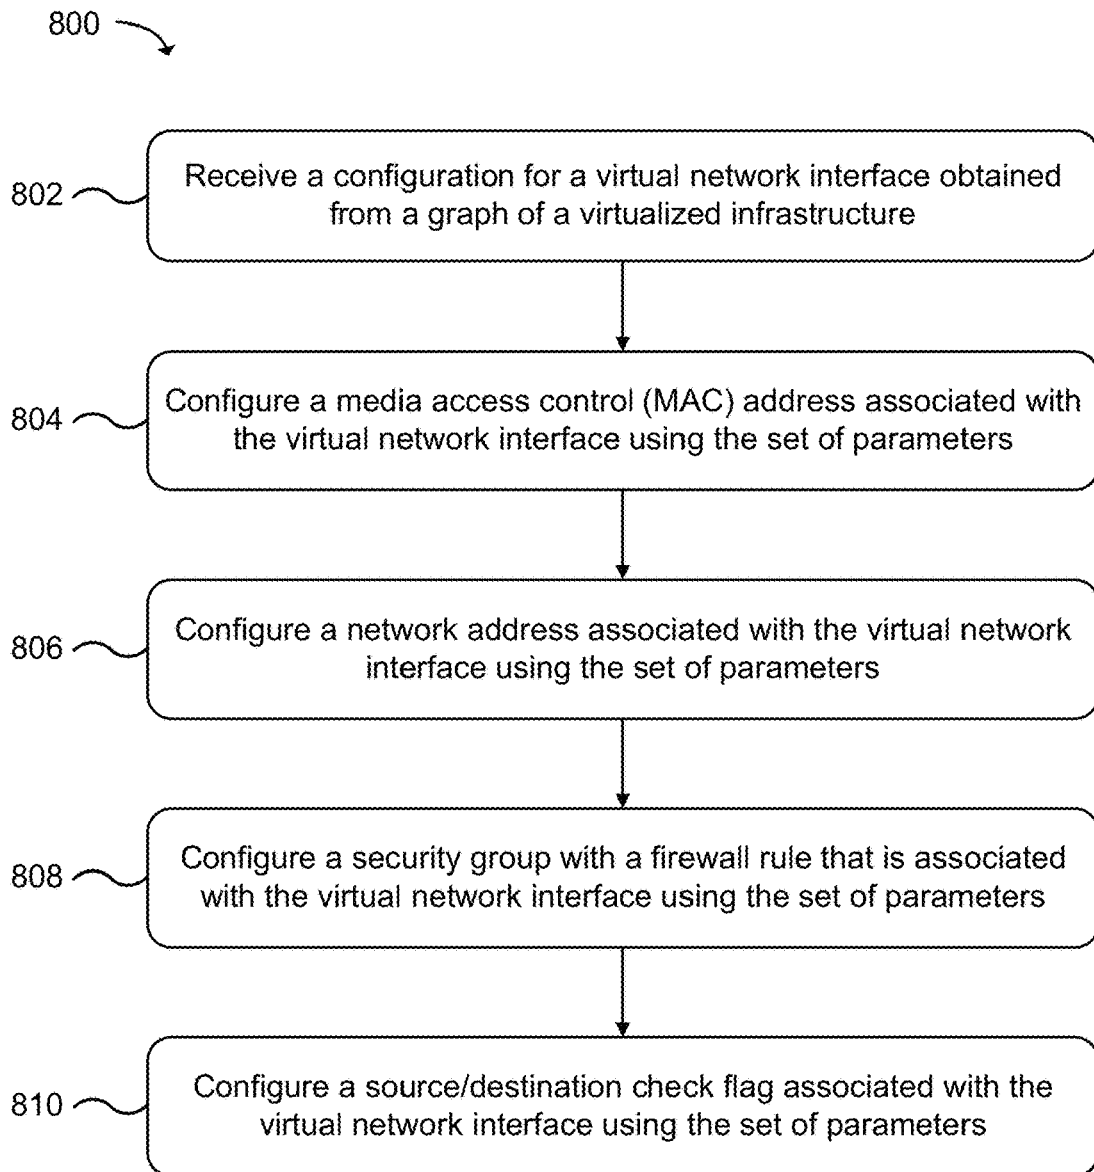 800
802
Receive a configuration for a virtual network interface obtained
from a graph of a virtualized infrastructure
804
Configure a media access control (MAC) address associated with
the virtual network interface using the set of parameters
806
Configure a network address associated with the virtual network
interface using the set of parameters
808
Configure a security group with a firewall rule that is associated
with the virtual network interface using the set of parameters
810
Configure a source/destination check flag associated with the
virtual network interface using the set of parameters